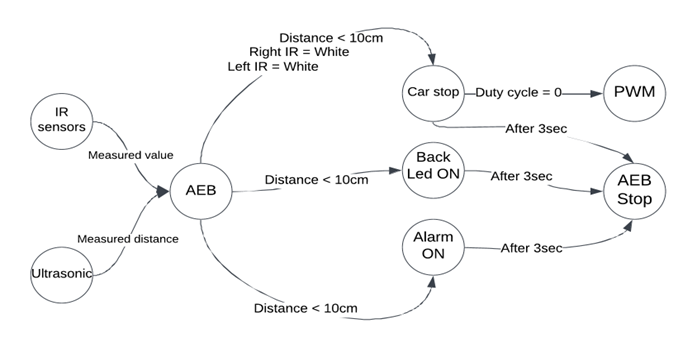 Distance < 10cm
Right IR = White
Left IR = White
IR
sensors
Car stop
Duty cycle = 0
PWM
After 3sec
Measured value
Back
Led ON
AEB
Distance < 10cm
After 3sec
AEB
Stop
Measured distance
Alarm
ON
After 3sec
Ultrasonic
Distance < 10cm